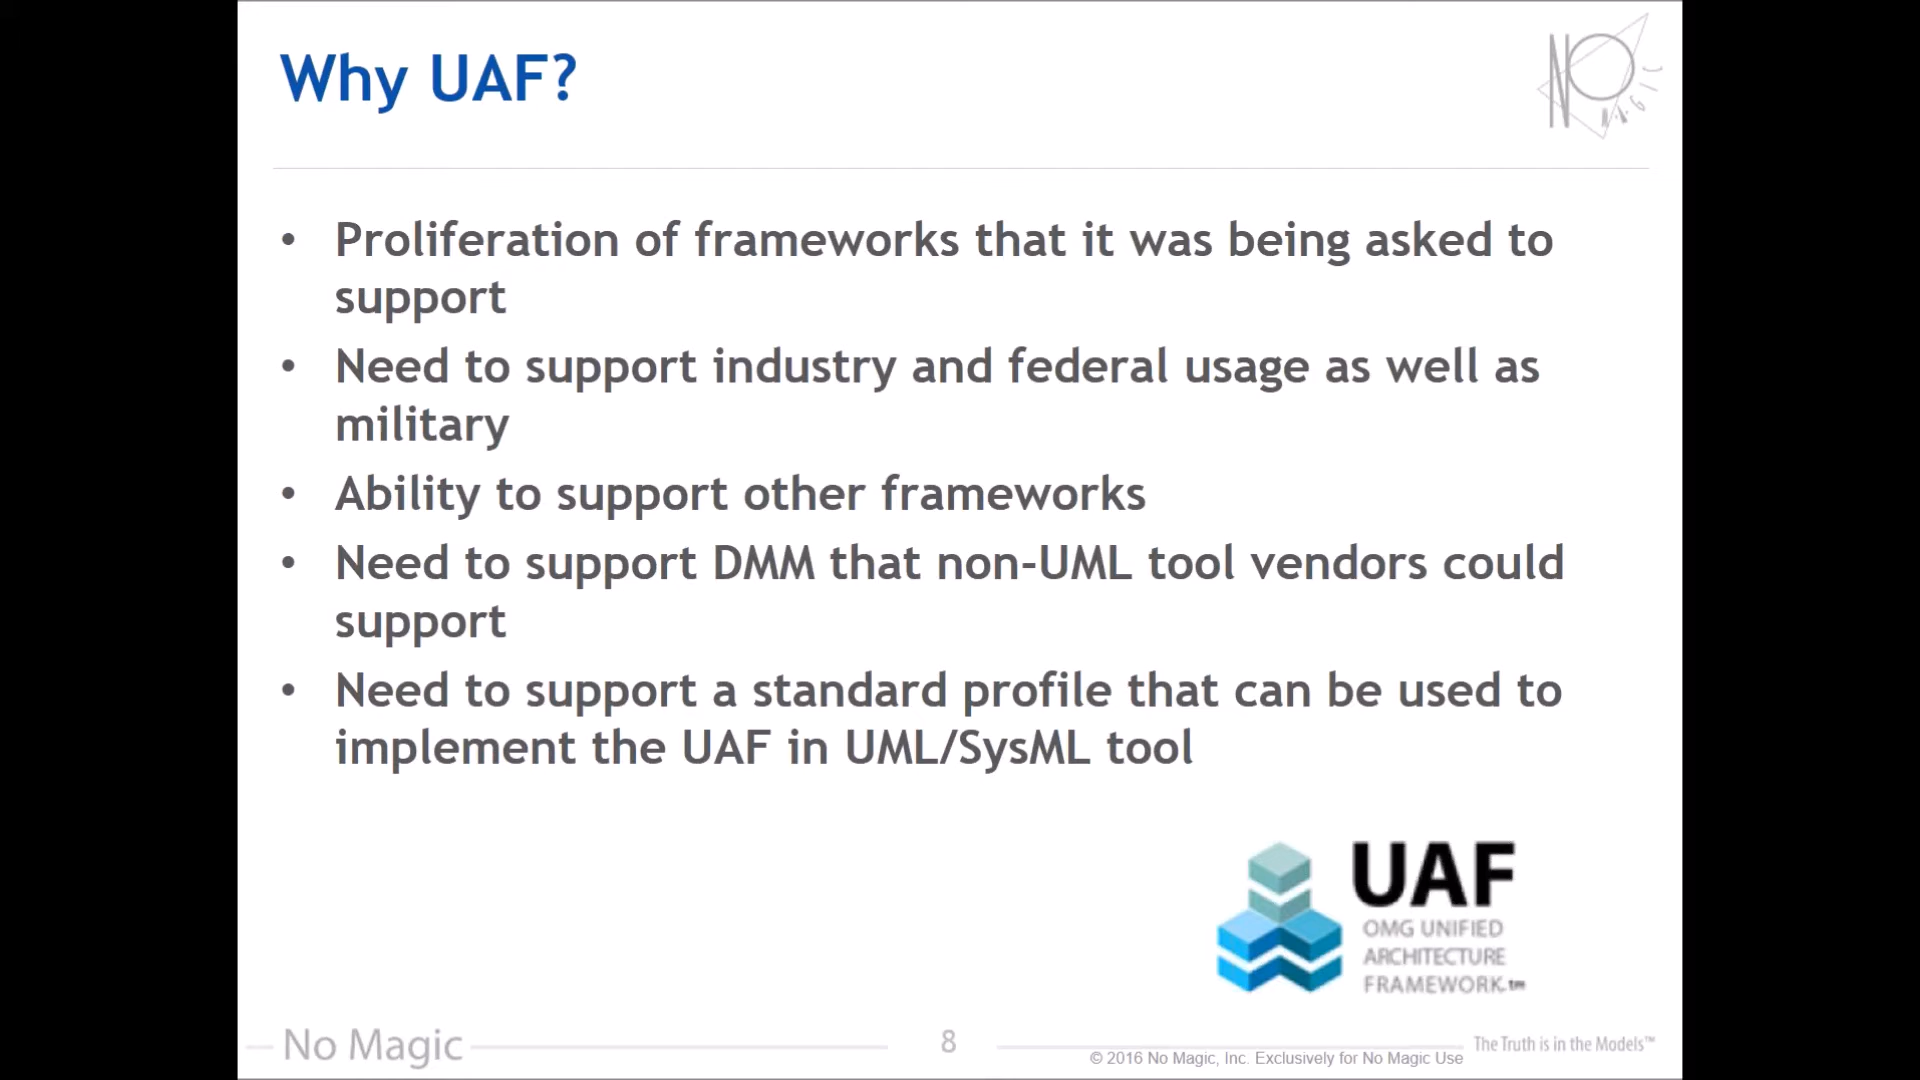 Why UAF?
NO MAGIC
• Proliferation of frameworks that it was being asked to
support
• Need to support industry and federal usage as well as
military
• Ability to support other frameworks
• Need to support DMM that non-UML tool vendors could
support
• Need to support a standard profile that can be used to
implement the UAF in UML/SysML tool
UAF
OMG UNIFIED
ARCHITECTURE
FRAMEWORK™
No Magic
8
© 2016 No Magic, Inc. Exclusively for No Magic Use
The Truth is in the Models™